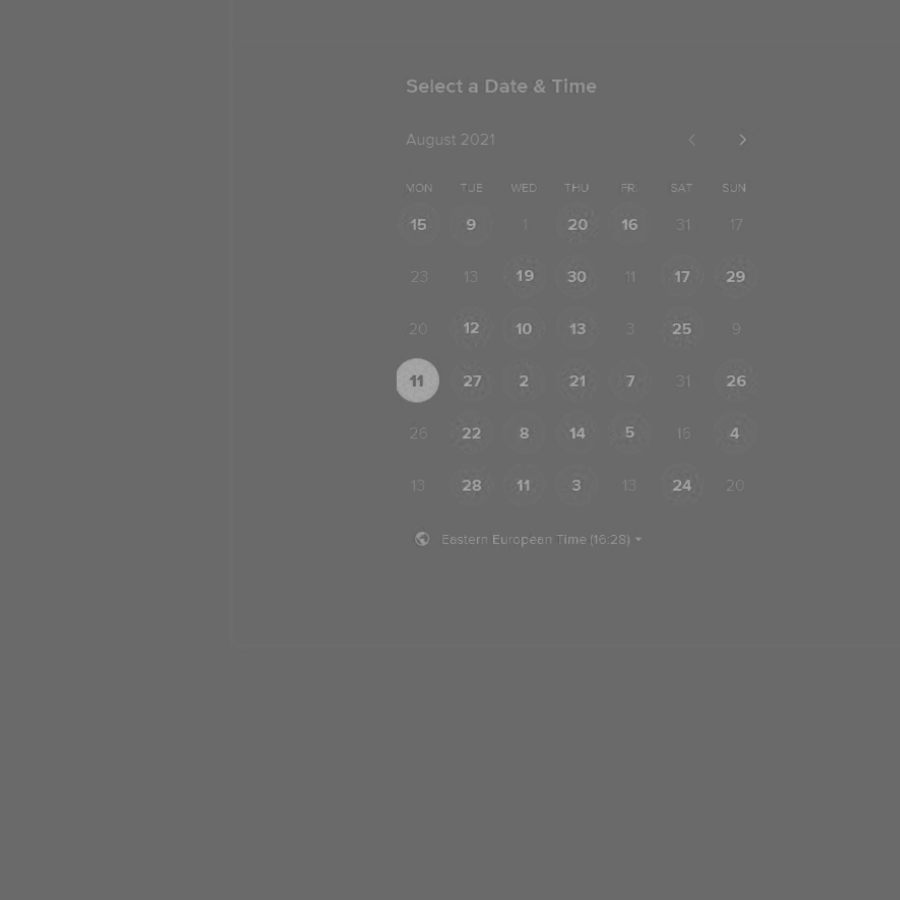 Select a Date & Time
August 2021
MON TUE WED THU FRI SAT SUN
15 9 1 20 16 31 17
23 13 19 30 11 17 29
20 12 10 13 3 25 9
11 27 2 21 7 31 26
26 22 8 14 5 15 4
13 28 11 3 13 24 20
Eastern European Time (16:28)